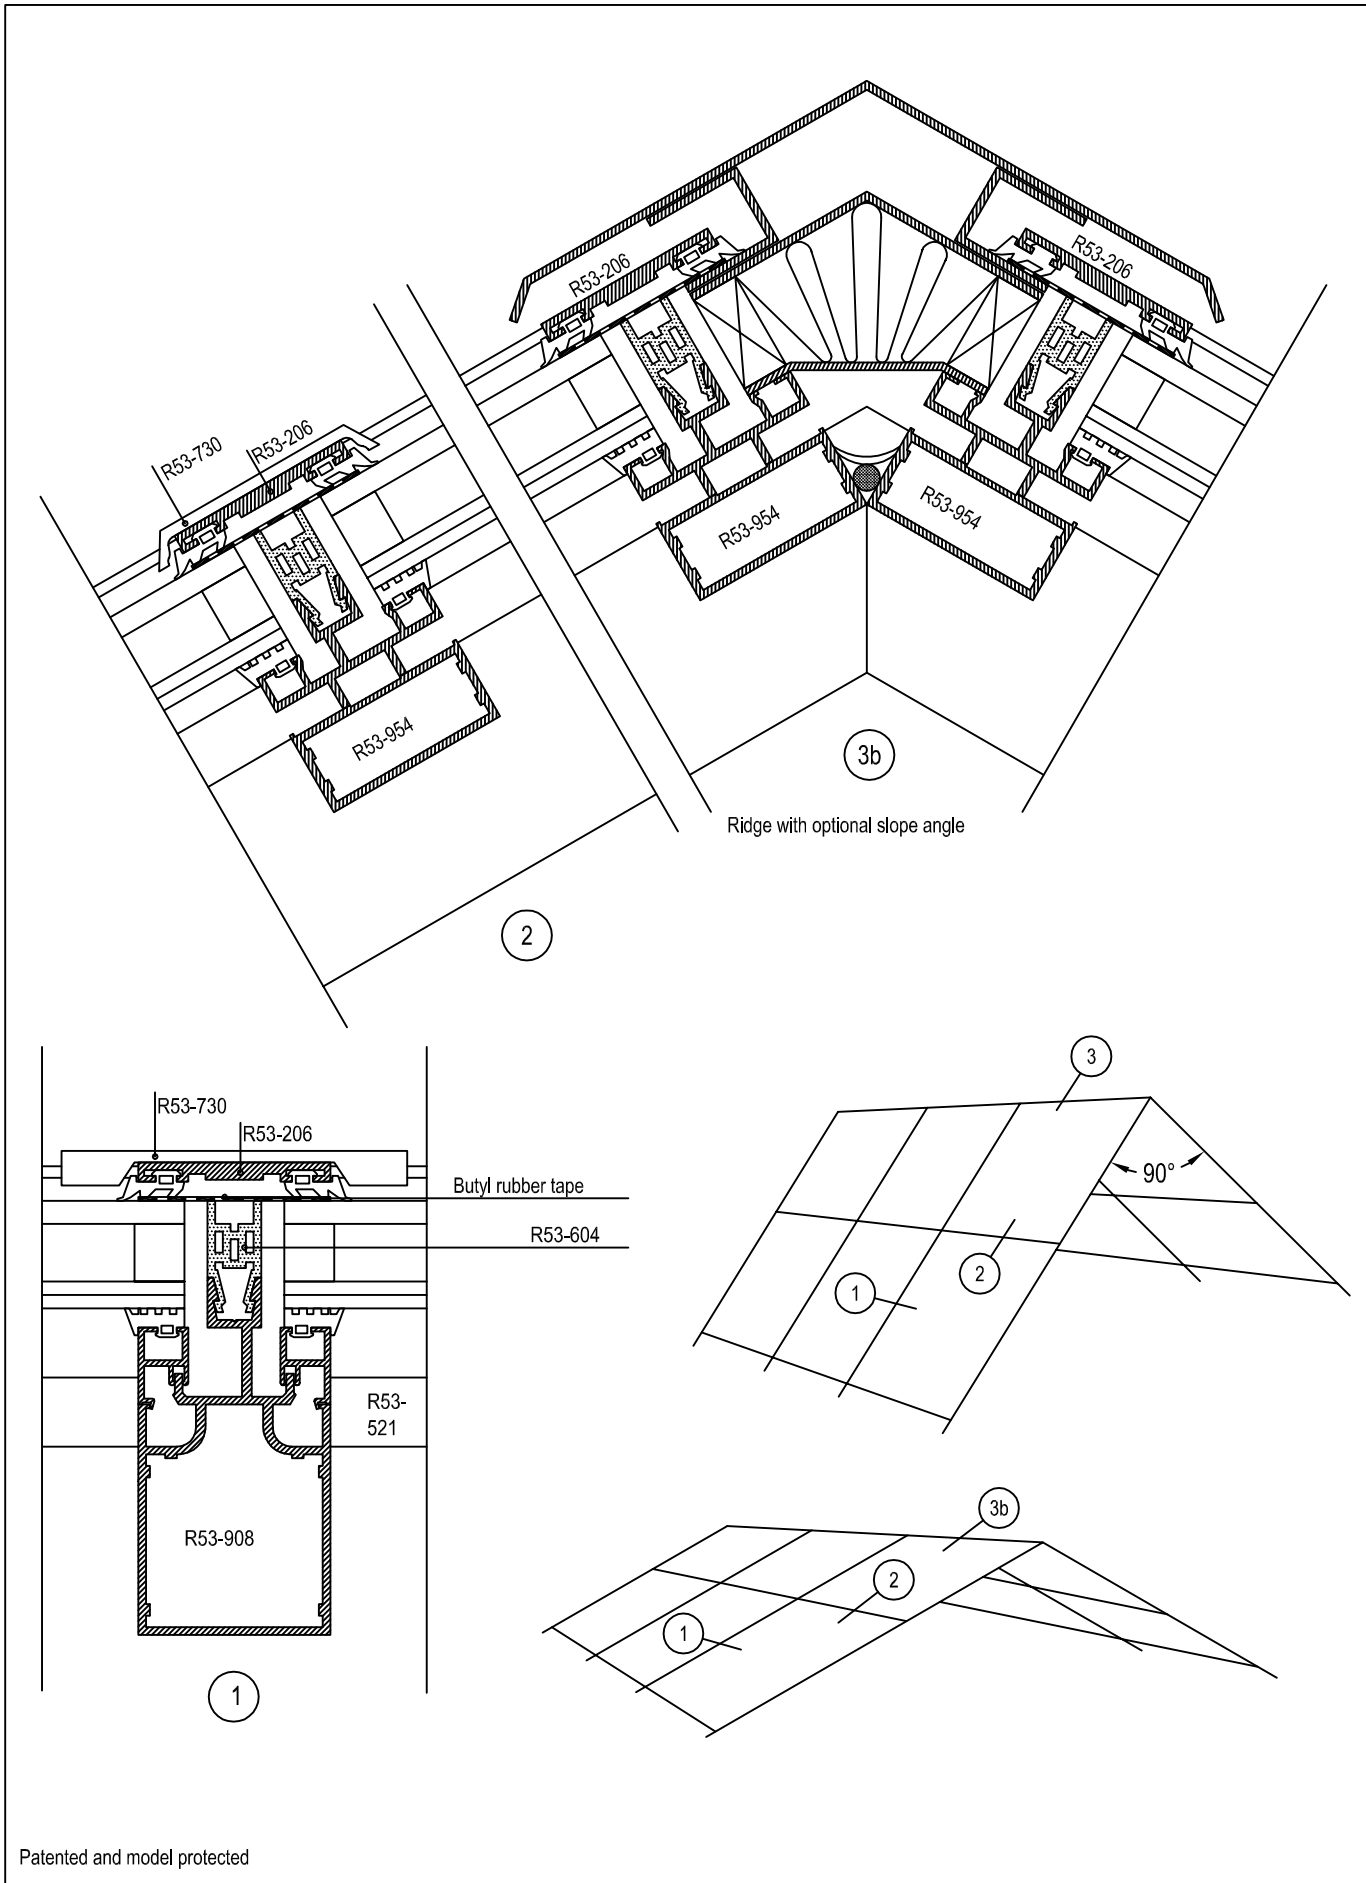 R53-206
R53-206
R53-730
R53-206
R53-954
R53-954
R53-954
3b
Ridge with optional slope angle
2
3
R53-730
R53-206
Butyl rubber tape
R53-604
90°
2
1
R53-
521
R53-908
3b
2
1
1
Patented and model protected